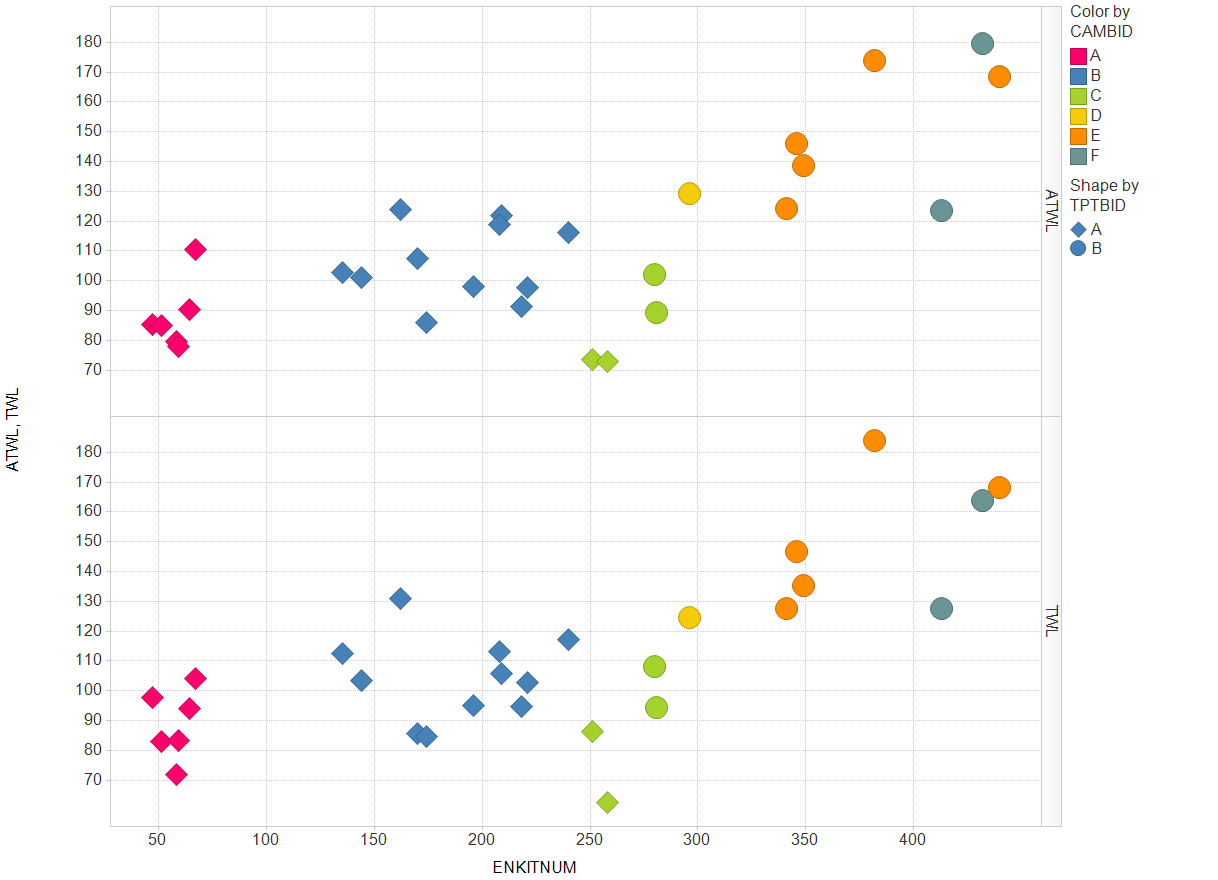 Color by
CAMBID
A
B
C
D
E
F
Shape by
TPTBID
A
B
ATWL, TWL
180
170
160
150
140
130
120
110
100
90
80
70
ATWL
180
170
160
150
140
130
120
110
100
90
80
70
TWL
50 100 150 200 250 300 350 400
ENKITNUM